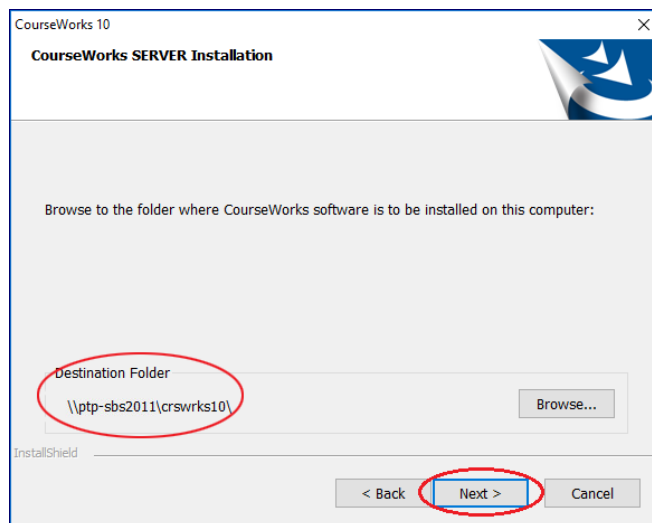 CourseWorks 10
CourseWorks SERVER Installation
Browse to the folder where CourseWorks software is to be installed on this computer:
Destination Folder
\\ptp-sbs2011\crswrks10\
Browse...
InstallShield
< Back
Next >
Cancel